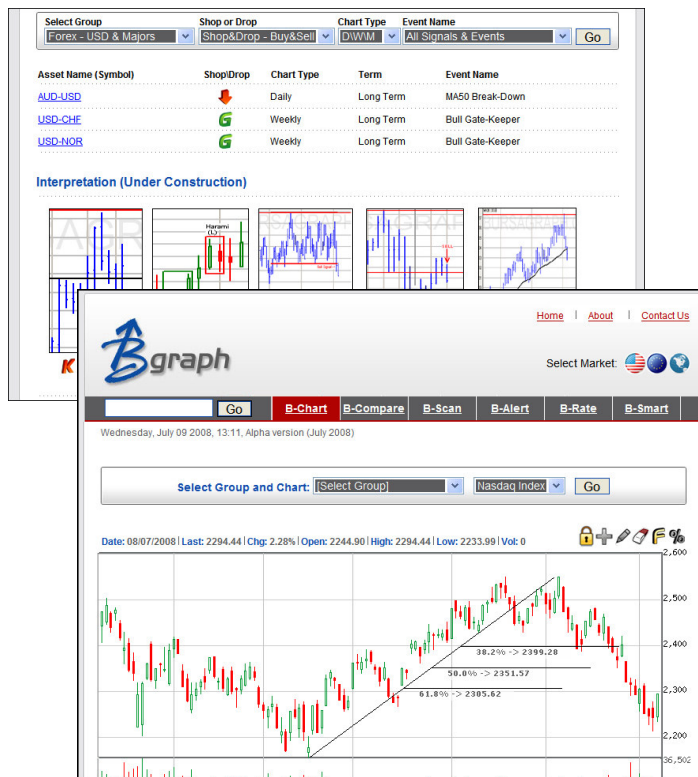 Select Group Shop or Drop Chart Type Event Name
Forex - USD & Majors Shop&Drop - Buy&Sell D\W\M All Signals & Events Go
Asset Name (Symbol) Shop\Drop Chart Type Term Event Name
AUD-USD Daily Long Term MA50 Break-Down
USD-CHF G Weekly Long Term Bull Gate-Keeper
USD-NOR G Weekly Long Term Bull Gate-Keeper
Interpretation (Under Construction)
Harami
(L)
SELL
K
Home | About | Contact Us
Bgraph
Select Market:
Go B-Chart B-Compare B-Scan B-Alert B-Rate B-Smart
Wednesday, July 09 2008, 13:11, Alpha version (July 2008)
Select Group and Chart: [Select Group] Nasdaq Index Go
Date: 08/07/2008 | Last: 2294.44 | Chg: 2.28% | Open: 2244.90 | High: 2294.44 | Low: 2233.99 | Vol: 0
F %
2,600
2,500
2,400
38.2% -> 2399.28
50.0% -> 2351.57
2,300
61.8% -> 2305.62
2,200
36,502